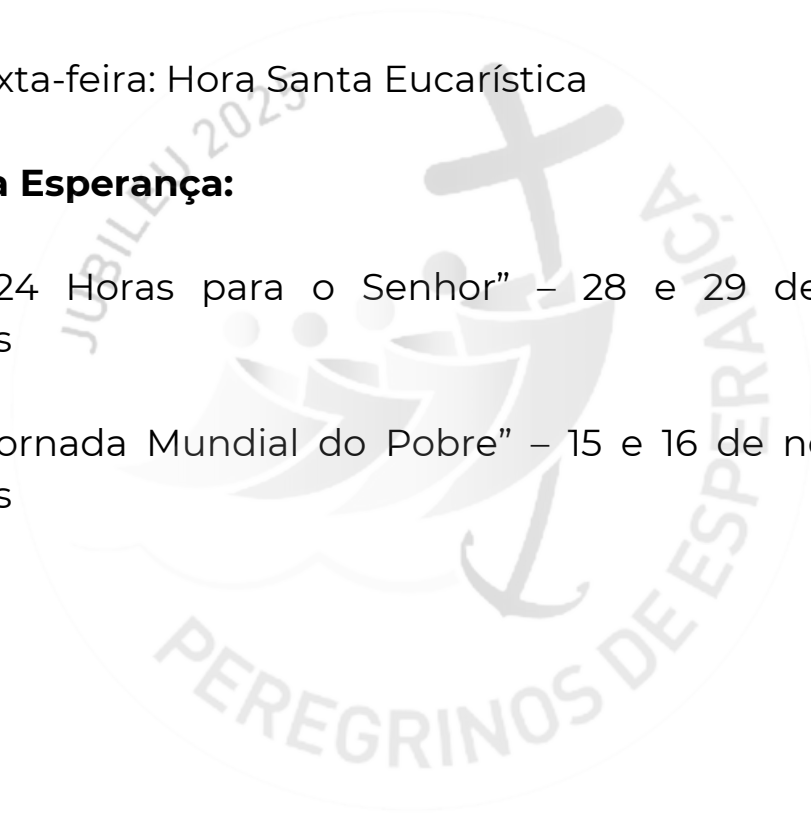 xta-feira: Hora Santa Eucarística
a Esperança:
24 Horas para o Senhor” – 28 e 29 de
s
ornada Mundial do Pobre” – 15 e 16 de n
s
JUBILEU 2025
PEREGRINOS DE ESPERANÇA